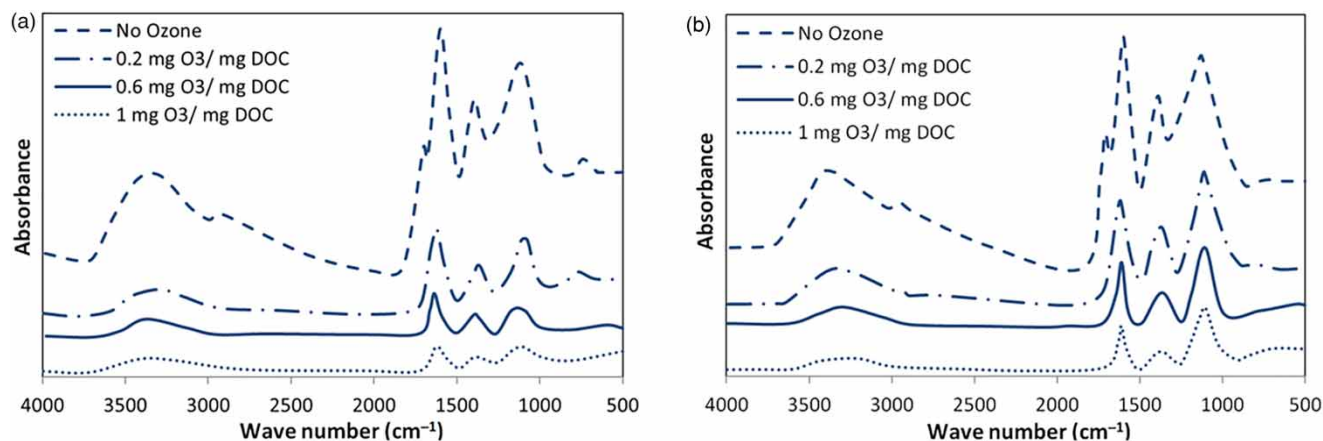 (a)
No Ozone
0.2 mg O3/ mg DOC
0.6 mg O3/ mg DOC
1 mg O3/ mg DOC
Absorbance
4000 3500 3000 2500 2000 1500 1000 500
Wave number (cm⁻¹)
(b)
No Ozone
0.2 mg O3/ mg DOC
0.6 mg O3/ mg DOC
1 mg O3/ mg DOC
Absorbance
4000 3500 3000 2500 2000 1500 1000 500
Wave number (cm⁻¹)